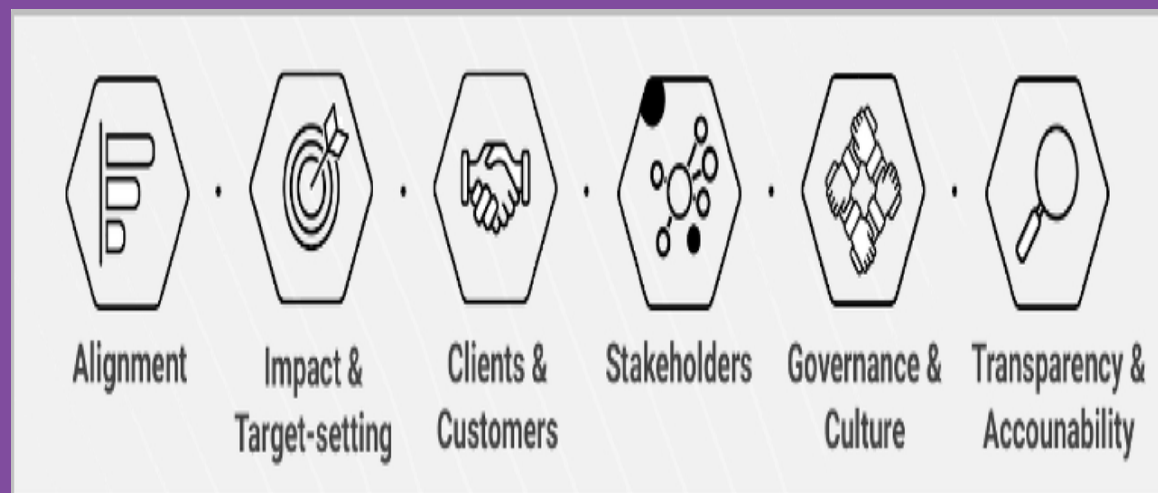 Alignment
Impact &
Target-setting
Clients &
Customers
Stakeholders
Governance &
Culture
Transparency &
Accounability